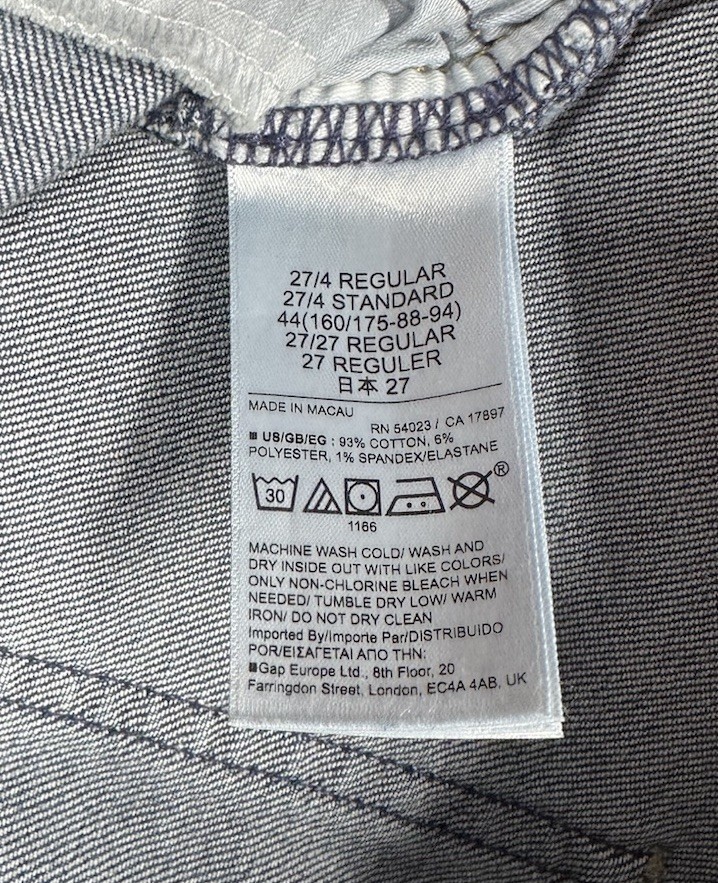 27/4 REGULAR
27/4 STANDARD
44(160/175-88-94)
27/27 REGULAR
27 REGULER
日本 27
MADE IN MACAU
RN 54023 / CA 17897
US/GB/EG : 93% COTTON, 6%
POLYESTER, 1% SPANDEX/ELASTANE
30
®
1166
MACHINE WASH COLD/ WASH AND
DRY INSIDE OUT WITH LIKE COLORS/
ONLY NON-CHLORINE BLEACH WHEN
NEEDED/ TUMBLE DRY LOW/ WARM
IRON/ DO NOT DRY CLEAN
Imported By/Importe Par/DISTRIBUIDO
POR/ΕΙΣΑΓΕΤΑΙ ΑΠΟ ΤΗΝ:
Gap Europe Ltd., 8th Floor, 20
Farringdon Street, London, EC4A 4AB, UK